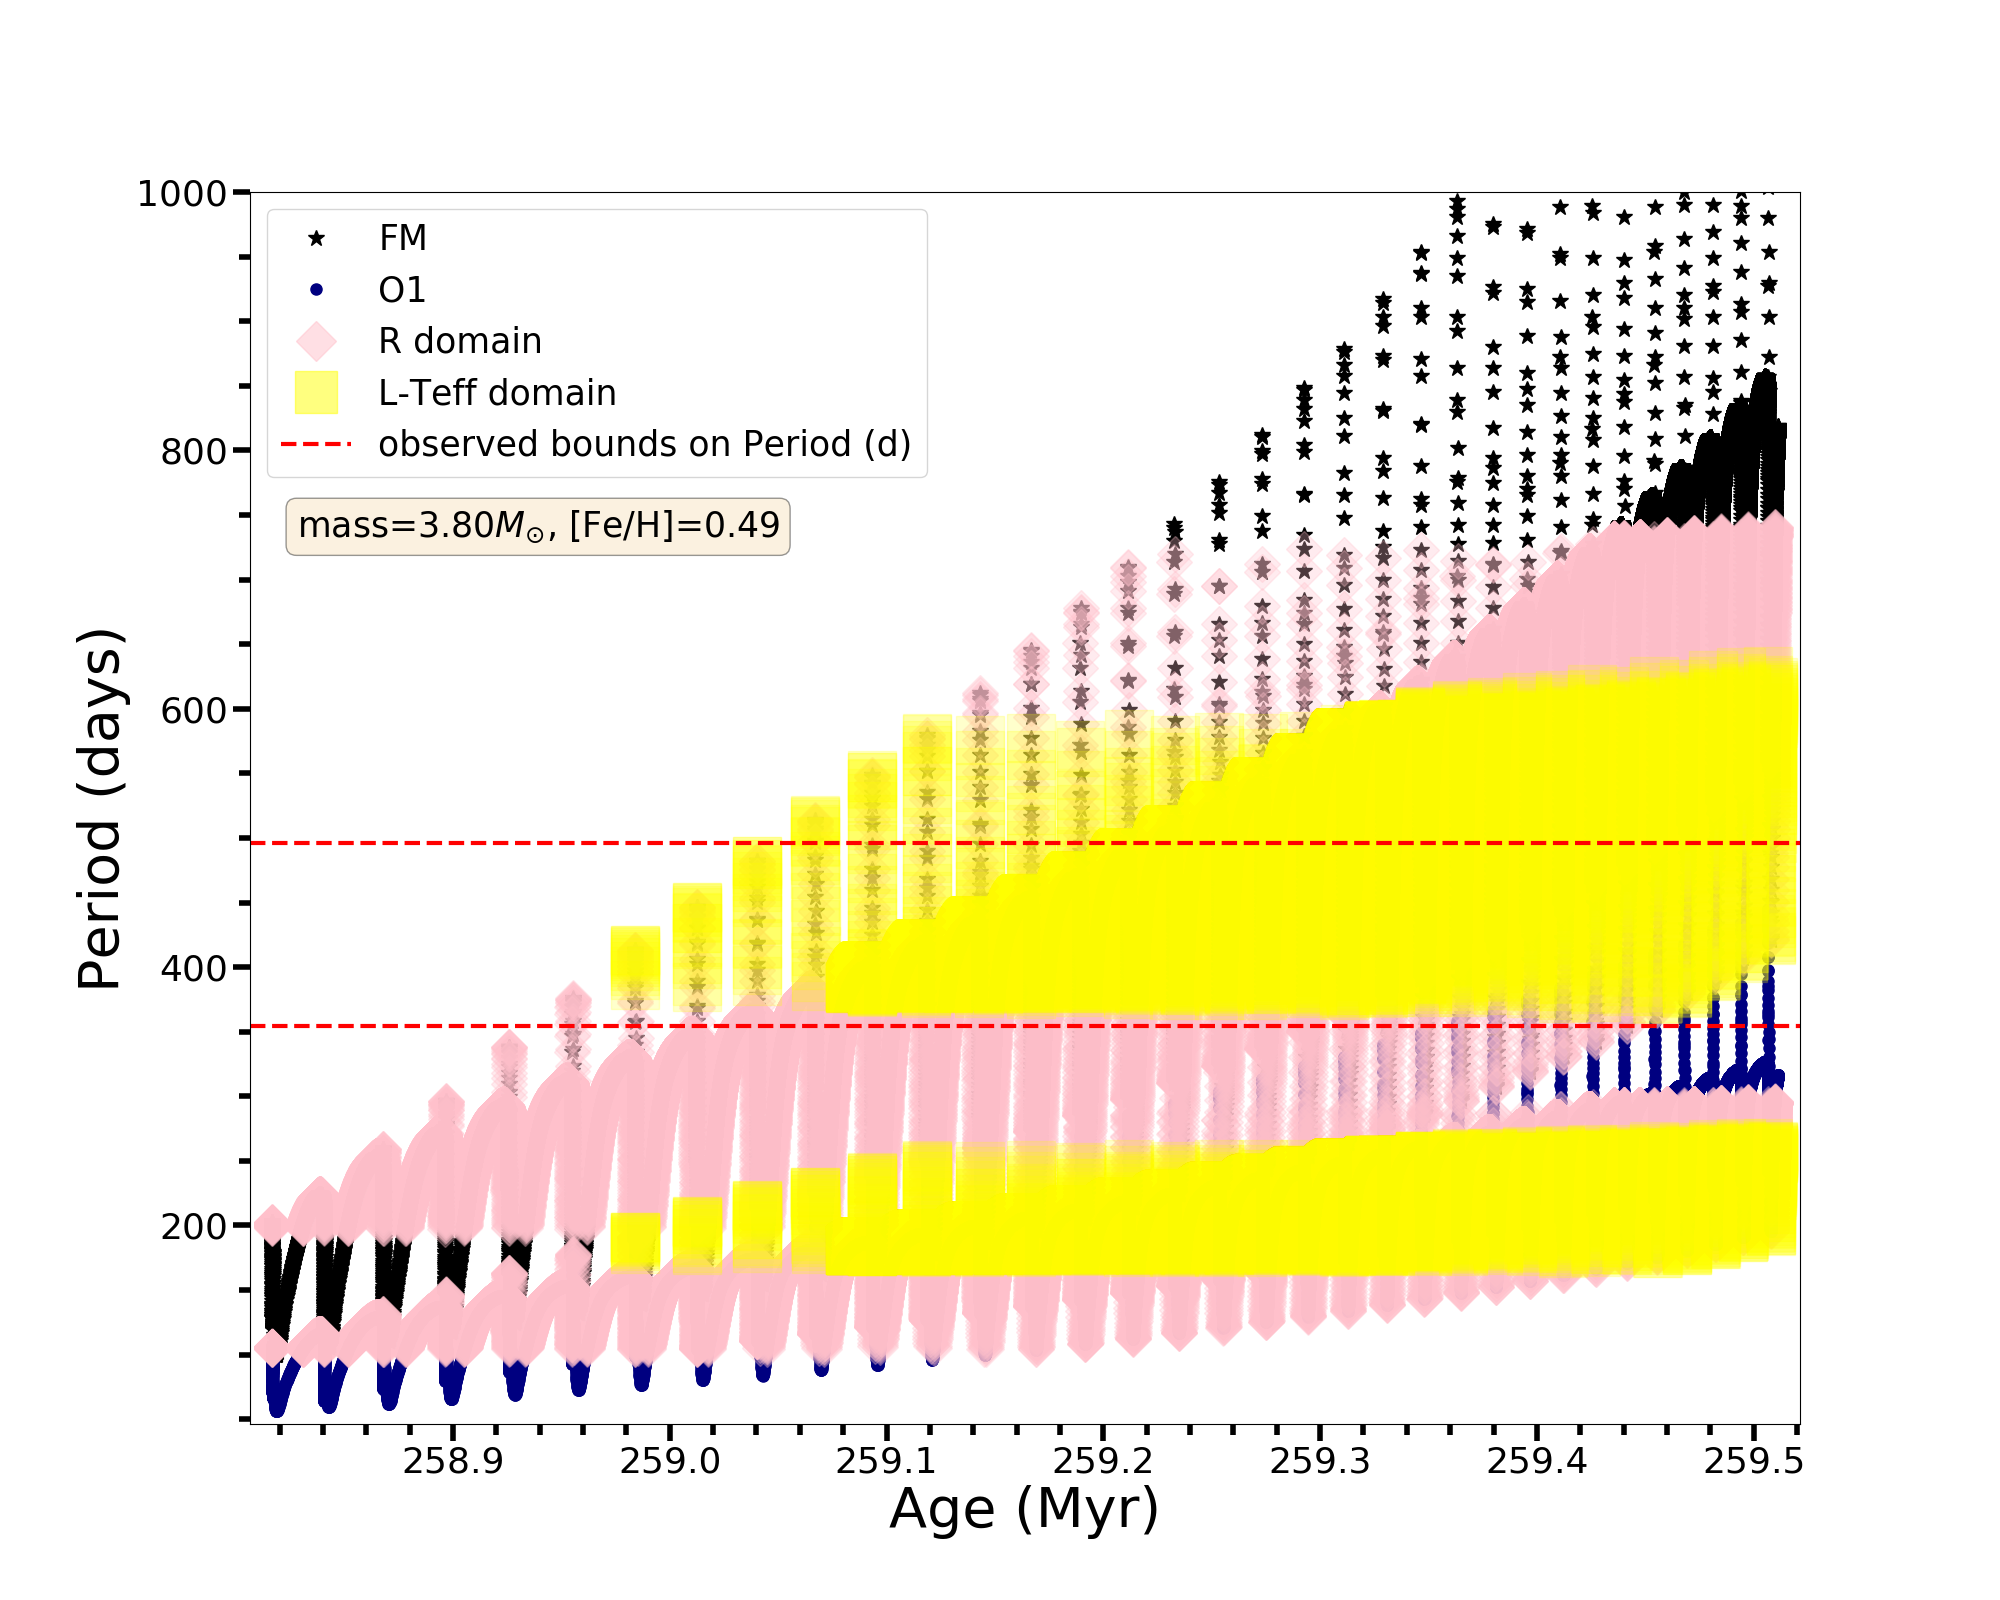 1000
800
600
400
200
Period (days)
FM
O1
R domain
L-Teff domain
observed bounds on Period (d)
mass=3.80M☉, [Fe/H]=0.49
258.9 259.0 259.1 259.2 259.3 259.4 259.5
Age (Myr)